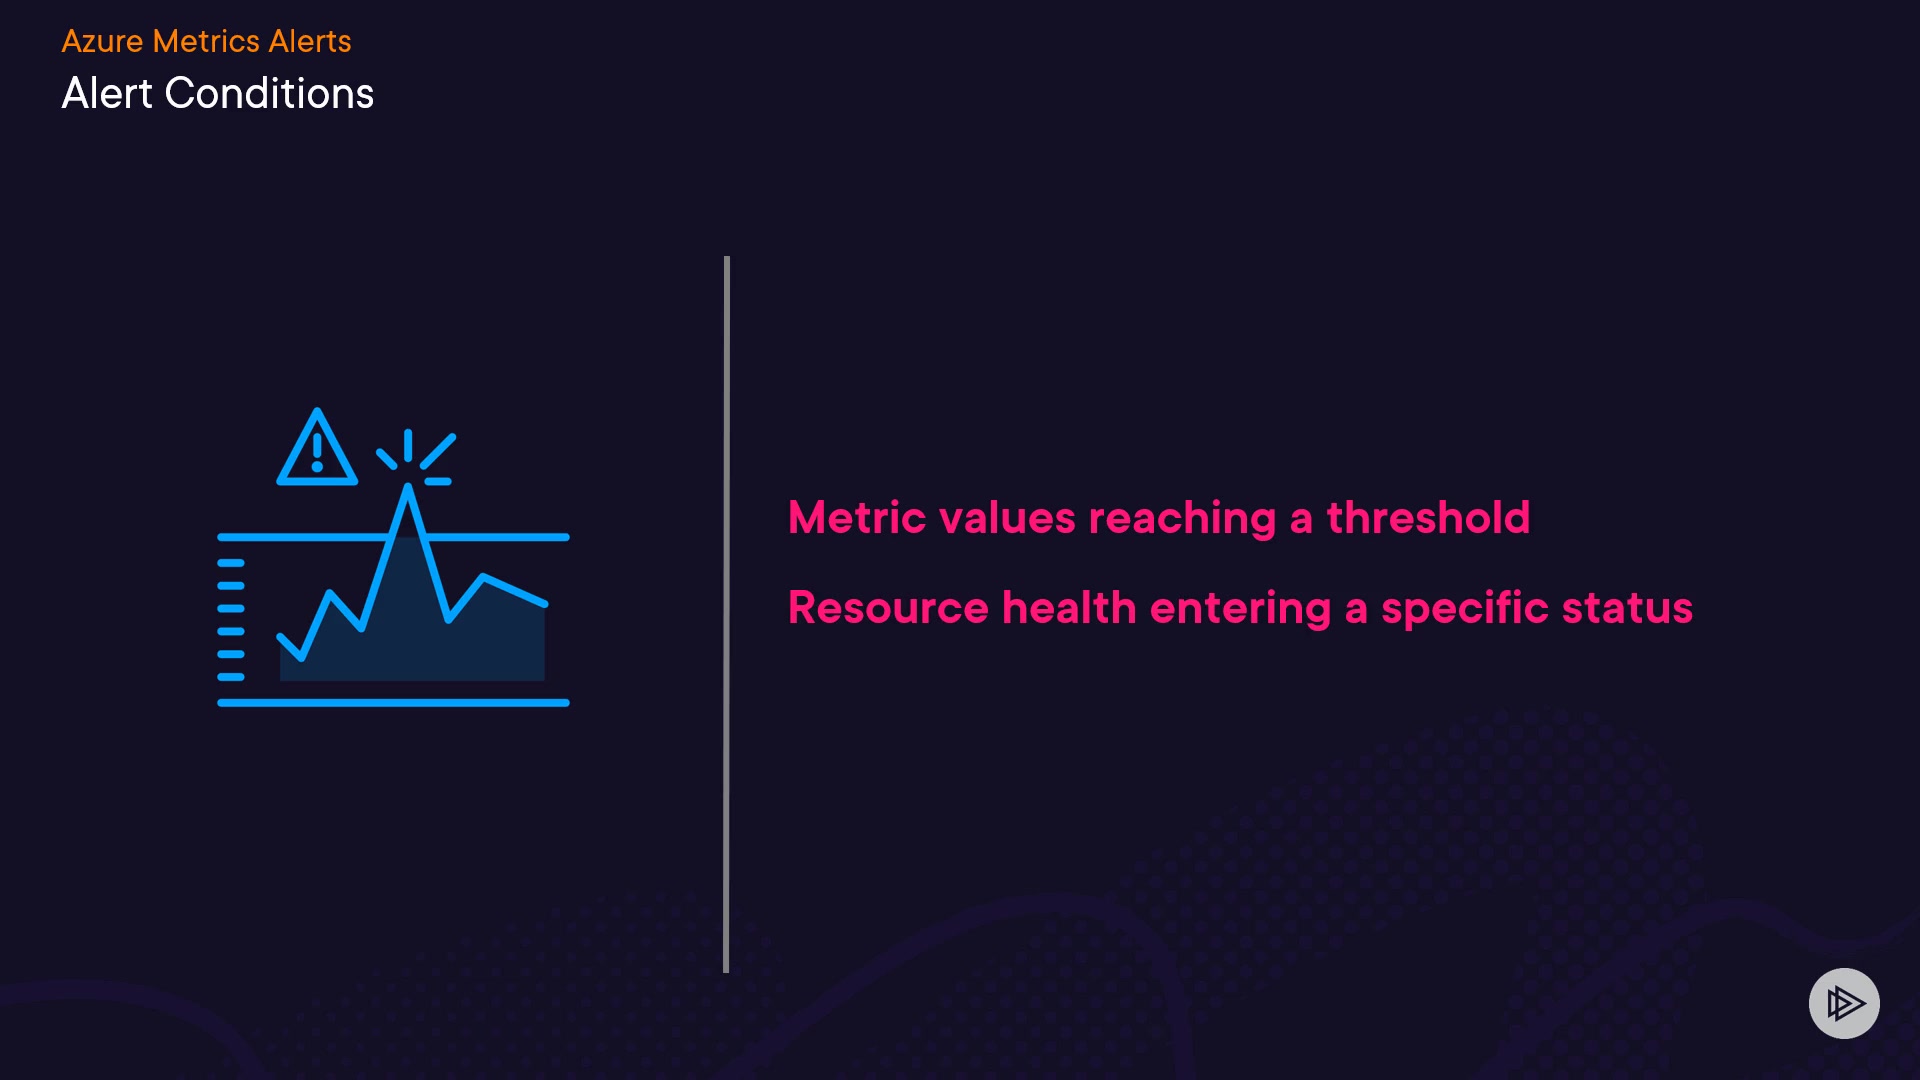 Azure Metrics Alerts
Alert Conditions
Metric values reaching a threshold
Resource health entering a specific status